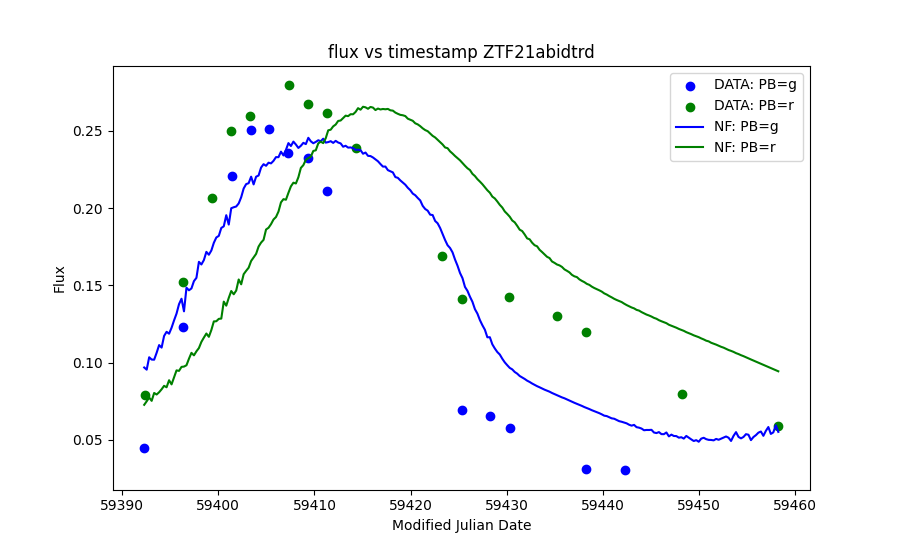 flux vs timestamp ZTF21abidtrd
DATA: PB=g
DATA: PB=r
NF: PB=g
NF: PB=r
0.25
0.20
0.15
0.10
0.05
Flux
59390 59400 59410 59420 59430 59440 59450 59460
Modified Julian Date